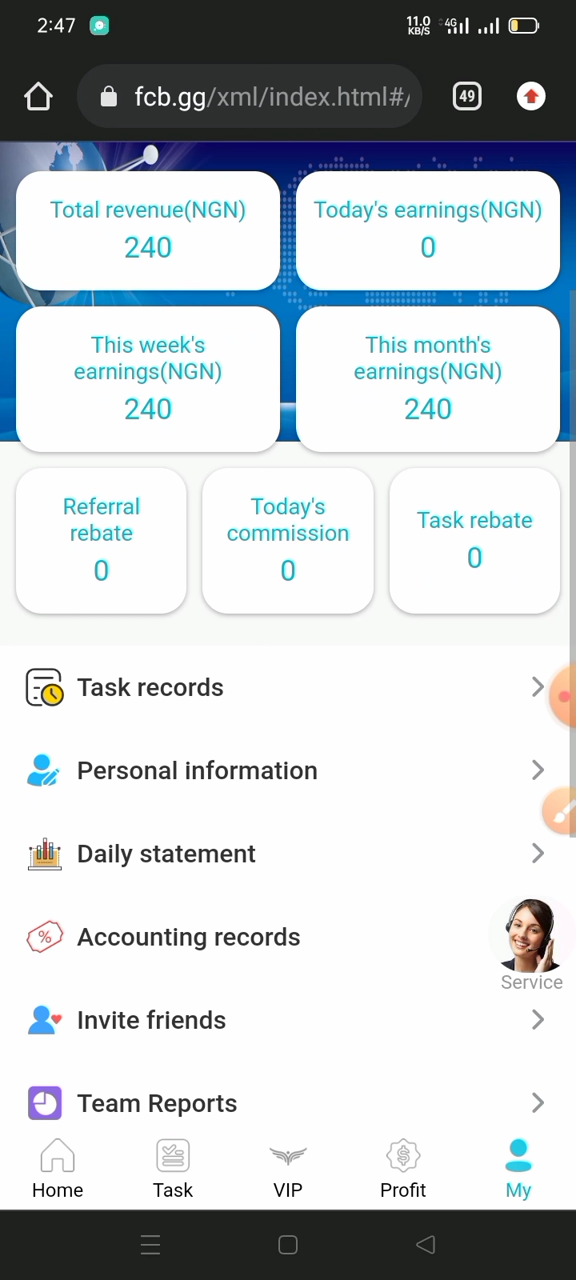 2:47
11.0
KB/S
4G
fcb.gg/xml/index.html#/
49
Total revenue(NGN)
240
Today's earnings(NGN)
0
This week's
earnings(NGN)
240
This month's
earnings(NGN)
240
Referral
rebate
0
Today's
commission
0
Task rebate
0
Task records
Personal information
Daily statement
%
Accounting records
Service
Invite friends
Team Reports
Home
Task
VIP
$
Profit
My